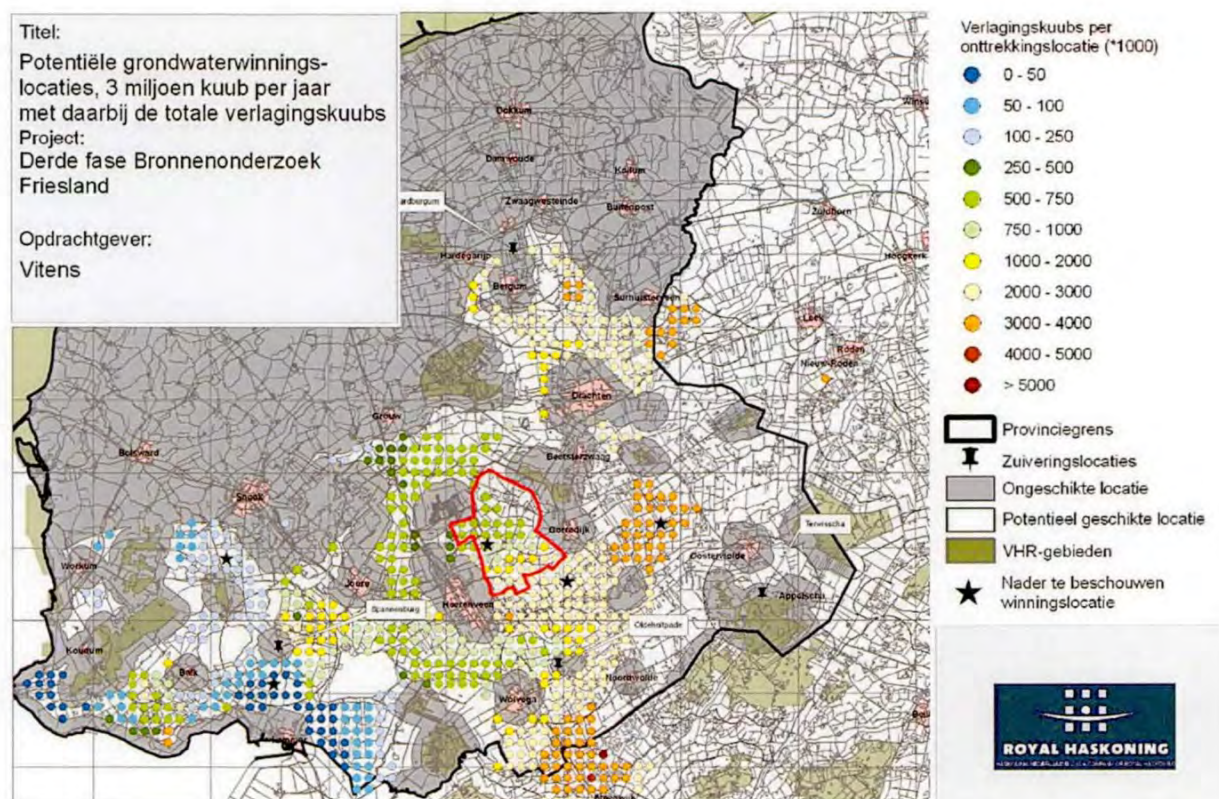 Titel:
Potentiële grondwaterwinnings-
locaties, 3 miljoen kuub per jaar
met daarbij de totale verlagingskuubs
Project:
Derde fase Bronnenonderzoek
Friesland
Opdrachtgever:
Vitens
Dokkum
Damwoude
Kollum
Zwaagwesteinde
Buitenpost
ardbergum
Hardegarijp
Bergum
Surhuisterveen
Zuidhorn
Hoogkerk
Leek
Roden
Nieuw-Roden
Drachten
Grouw
Bolsward
Sneek
Beetsterzwaag
Gorredijk
Terwisscha
Oosterwolde
Appelscha
Workum
Joure
Heerenveen
Spannenburg
Oldeholtpade
Koudum
Balk
Noordwolde
Wolvega
Verlagingskuubs per
onttrekkingslocatie (*1000)
0 - 50
50 - 100
100 - 250
250 - 500
500 - 750
750 - 1000
1000 - 2000
2000 - 3000
3000 - 4000
4000 - 5000
> 5000
Provinciegrens
Zuiveringslocaties
Ongeschikte locatie
Potentieel geschikte locatie
VHR-gebieden
Nader te beschouwen
winningslocatie
ROYAL HASKONING